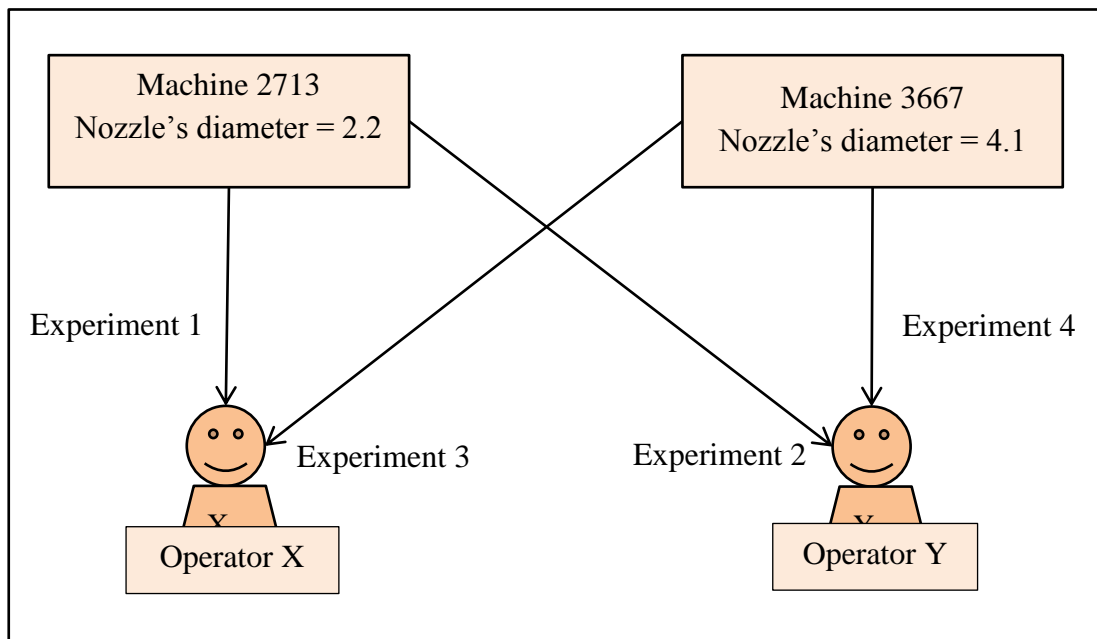 Machine 2713
Nozzle’s diameter = 2.2
Machine 3667
Nozzle’s diameter = 4.1
Experiment 1
Experiment 4
Experiment 3
Experiment 2
X
Y
Operator X
Operator Y